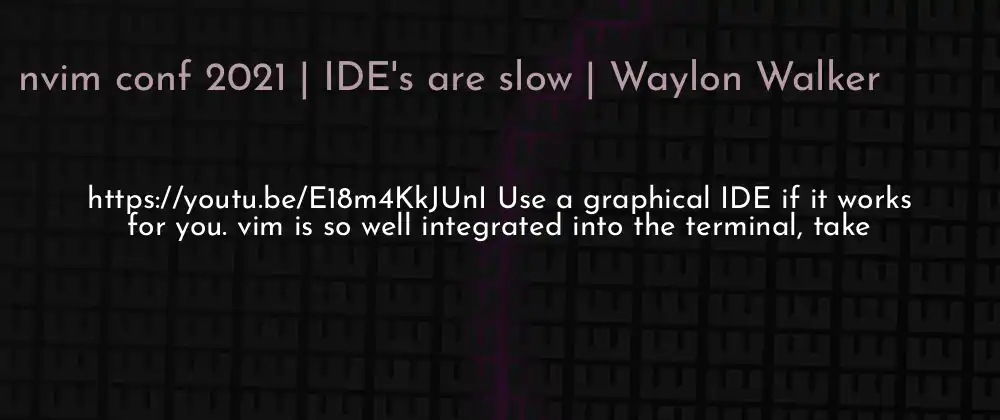 nvim conf 2021 | IDE's are slow | Waylon Walker
https://youtu.be/E18m4KkJUnI Use a graphical IDE if it works
for you. vim is so well integrated into the terminal, take